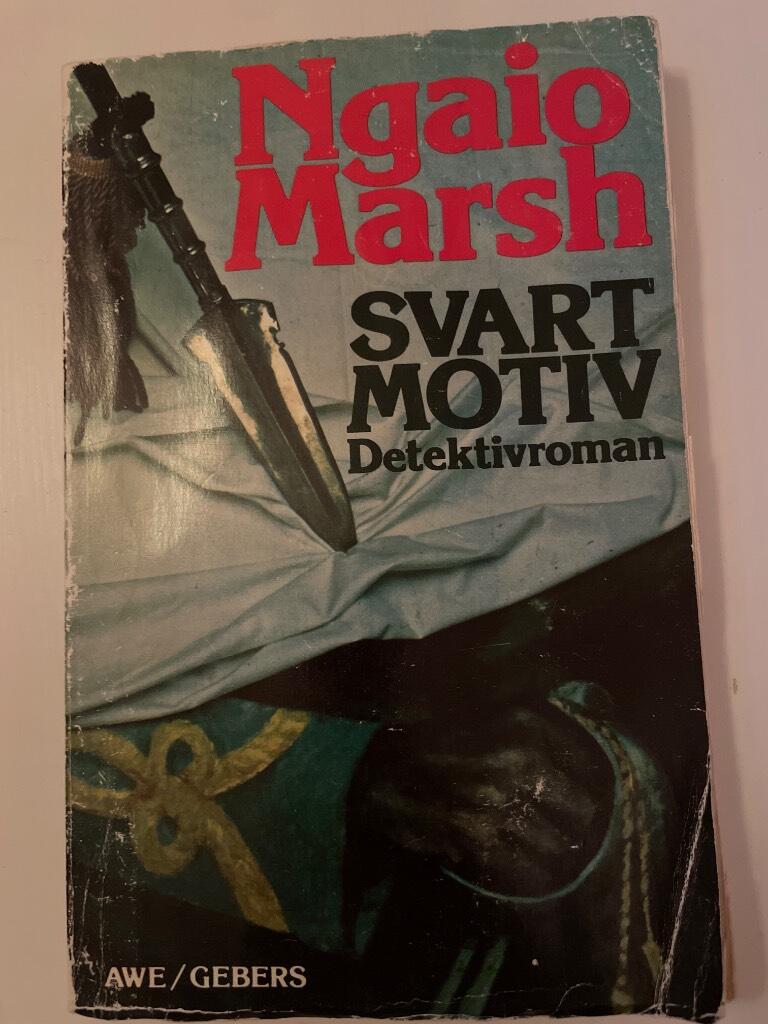 Ngaio
Marsh
SVART
MOTIV
Detektivroman
AWE/GEBERS